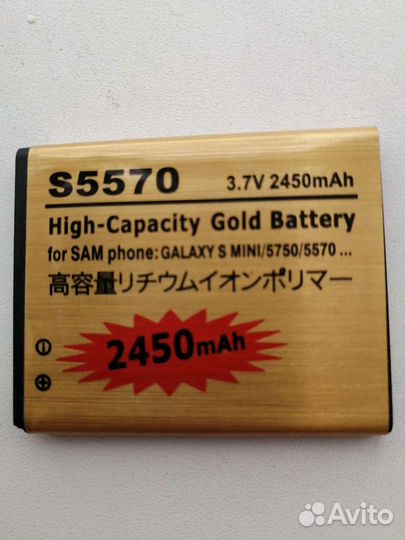 S5570 3.7V 2450mAh
High-Capacity Gold Battery
for SAM phone: GALAXY S MINI/5750/5570 ...
高容量リチウムイオンポリマー
2450mAh
Avito